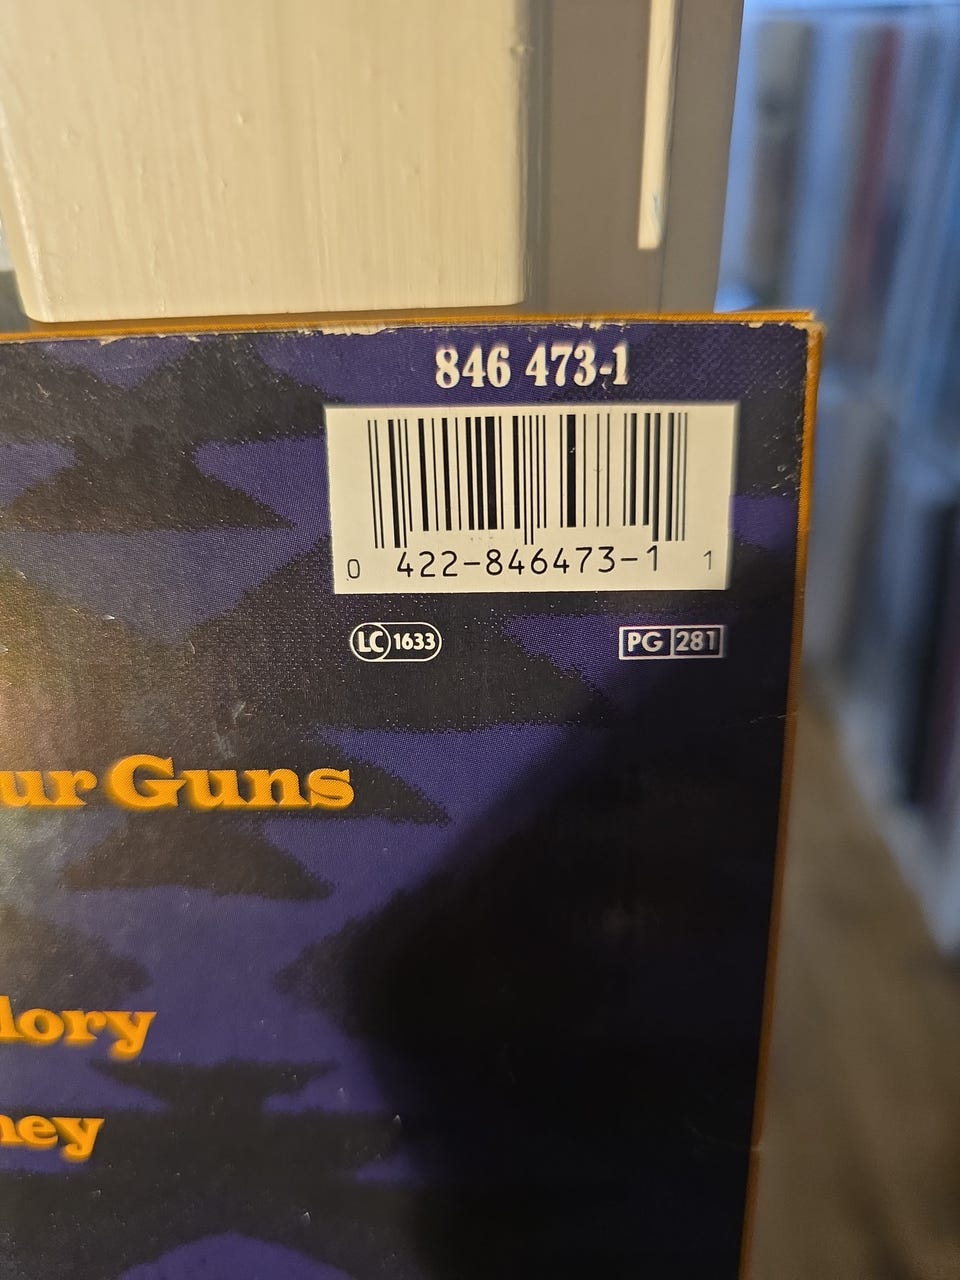 846 473-1
0 422-846473-1 1
LC 1633
PG 281
ur Guns
lory
ney